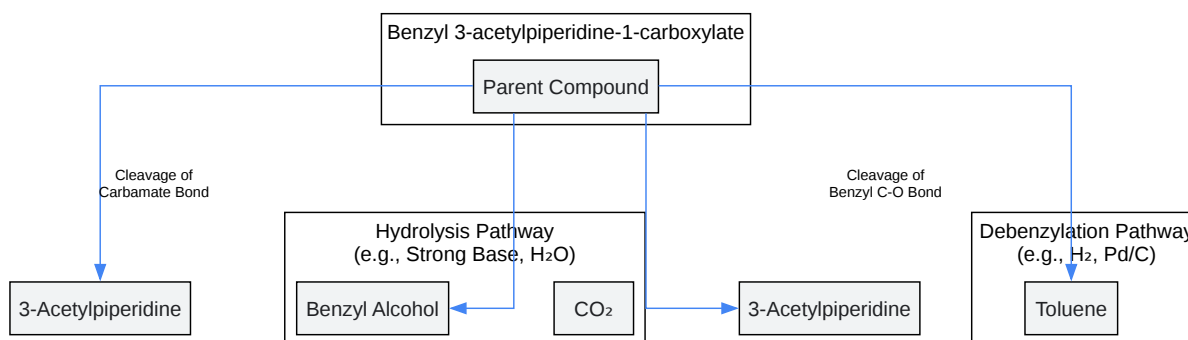 Benzyl 3-acetylpiperidine-1-carboxylate
Parent Compound
Cleavage of
Carbamate Bond
Cleavage of
Benzyl C-O Bond
Hydrolysis Pathway
(e.g., Strong Base, H₂O)
Debenzylation Pathway
(e.g., H₂, Pd/C)
3-Acetylpiperidine
Benzyl Alcohol
CO₂
3-Acetylpiperidine
Toluene